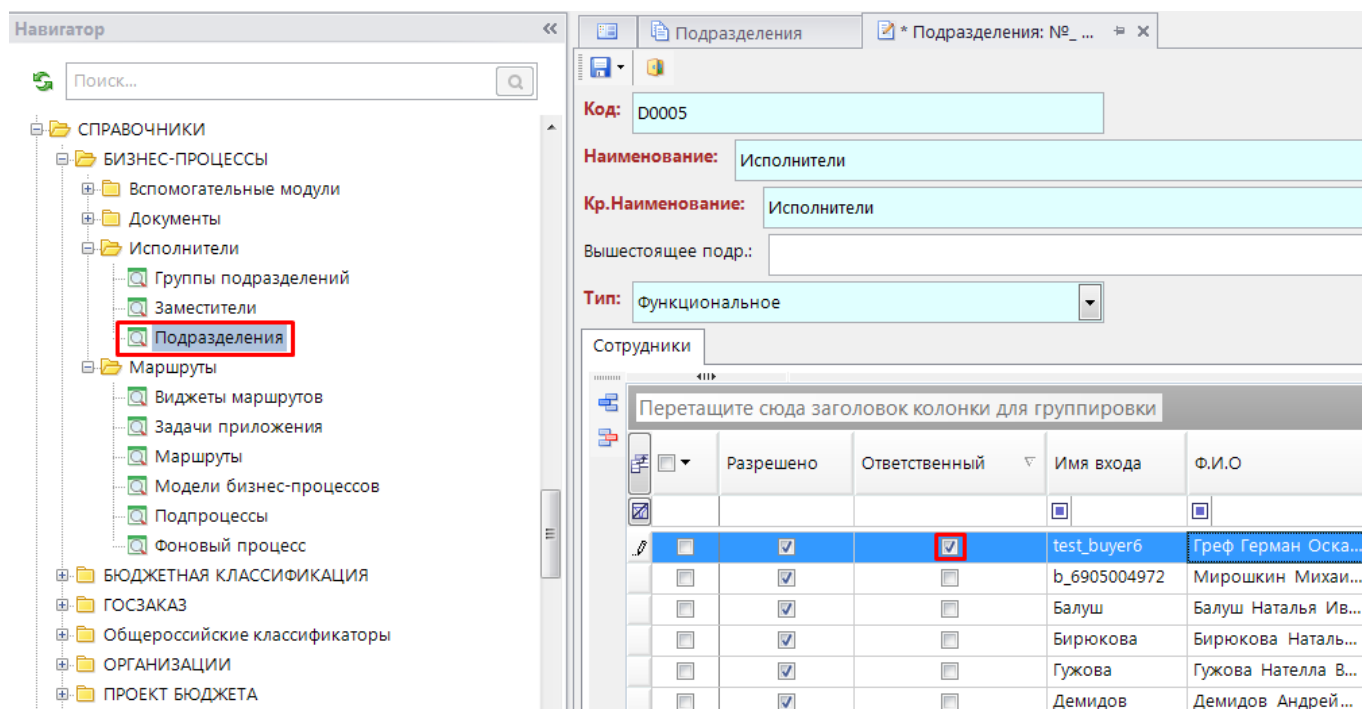 Навигатор
Поиск...
СПРАВОЧНИКИ
БИЗНЕС-ПРОЦЕССЫ
Вспомогательные модули
Документы
Исполнители
Группы подразделений
Заместители
Подразделения
Маршруты
Виджеты маршрутов
Задачи приложения
Маршруты
Модели бизнес-процессов
Подпроцессы
Фоновый процесс
БЮДЖЕТНАЯ КЛАССИФИКАЦИЯ
ГОСЗАКАЗ
Общероссийские классификаторы
ОРГАНИЗАЦИИ
ПРОЕКТ БЮДЖЕТА
Подразделения
* Подразделения: №_ ...
Код: D0005
Наименование: Исполнители
Кр.Наименование: Исполнители
Вышестоящее подр.:
Тип: Функциональное
Сотрудники
Перетащите сюда заголовок колонки для группировки
Разрешено Ответственный Имя входа Ф.И.О
test_buyer6 Греф Герман Оска...
b_6905004972 Мирошкин Михаи...
Балуш Балуш Наталья Ив...
Бирюкова Бирюкова Наталь...
Гужова Гужова Нателла В...
Демидов Демидов Андрей...